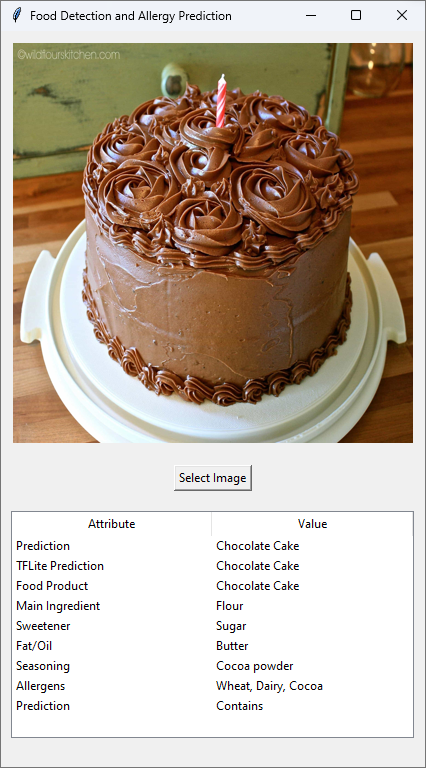 Food Detection and Allergy Prediction
©wildflourskitchen.com
Select Image
Attribute Value
Prediction Chocolate Cake
TFLite Prediction Chocolate Cake
Food Product Chocolate Cake
Main Ingredient Flour
Sweetener Sugar
Fat/Oil Butter
Seasoning Cocoa powder
Allergens Wheat, Dairy, Cocoa
Prediction Contains